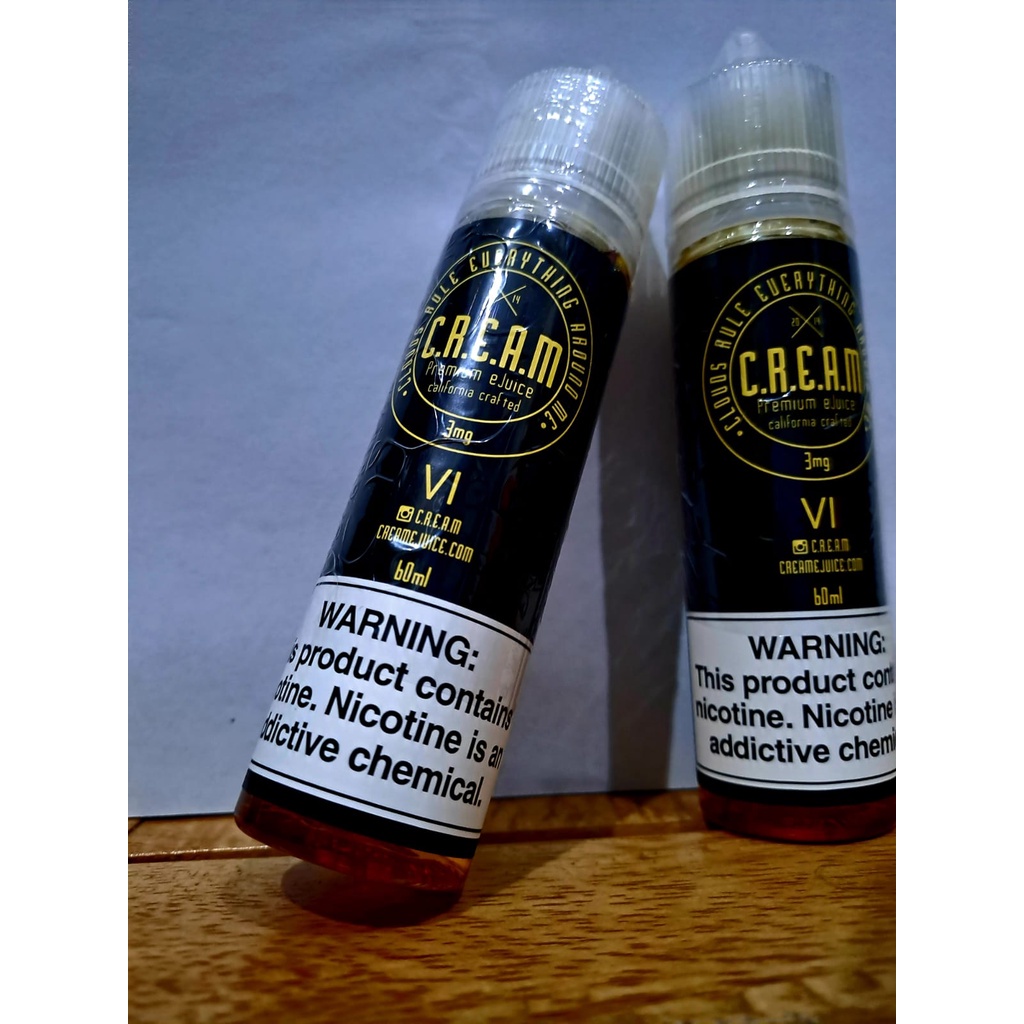 CLOUDS RULE EVERYTHING AROUND ME
14
C.R.E.A.M
Premium eJuice
california crafted
3mg
VI
C.R.E.A.M
CREAMEJUICE.COM
60ml
WARNING:
s product contains
otine. Nicotine is an
ddictive chemical.
CLOUDS RULE EVERYTHING AR
20 14
C.R.E.A.M
Premium eJuice
california crafted
3mg
VI
C.R.E.A.M
CREAMEJUICE.COM
60ml
WARNING:
This product cont
nicotine. Nicotine
addictive chemi